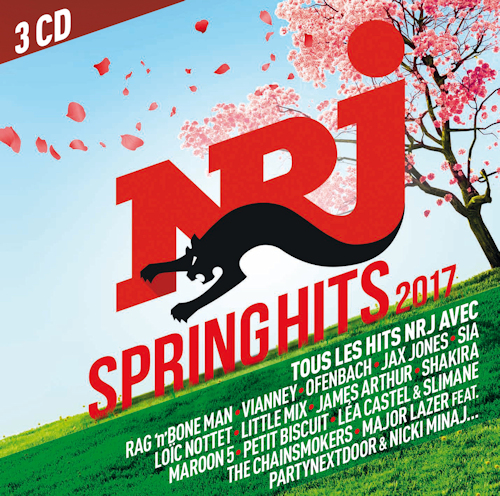 3 CD
NRJ
SPRING HITS 2017
TOUS LES HITS NRJ AVEC
RAG 'n' BONE MAN • VIANNEY • OFENBACH • JAX JONES • SIA
LOÏC NOTTET • LITTLE MIX • JAMES ARTHUR • SHAKIRA
MAROON 5 • PETIT BISCUIT • LÉA CASTEL & SLIMANE
THE CHAINSMOKERS • MAJOR LAZER FEAT.
PARTYNEXTDOOR & NICKI MINAJ...